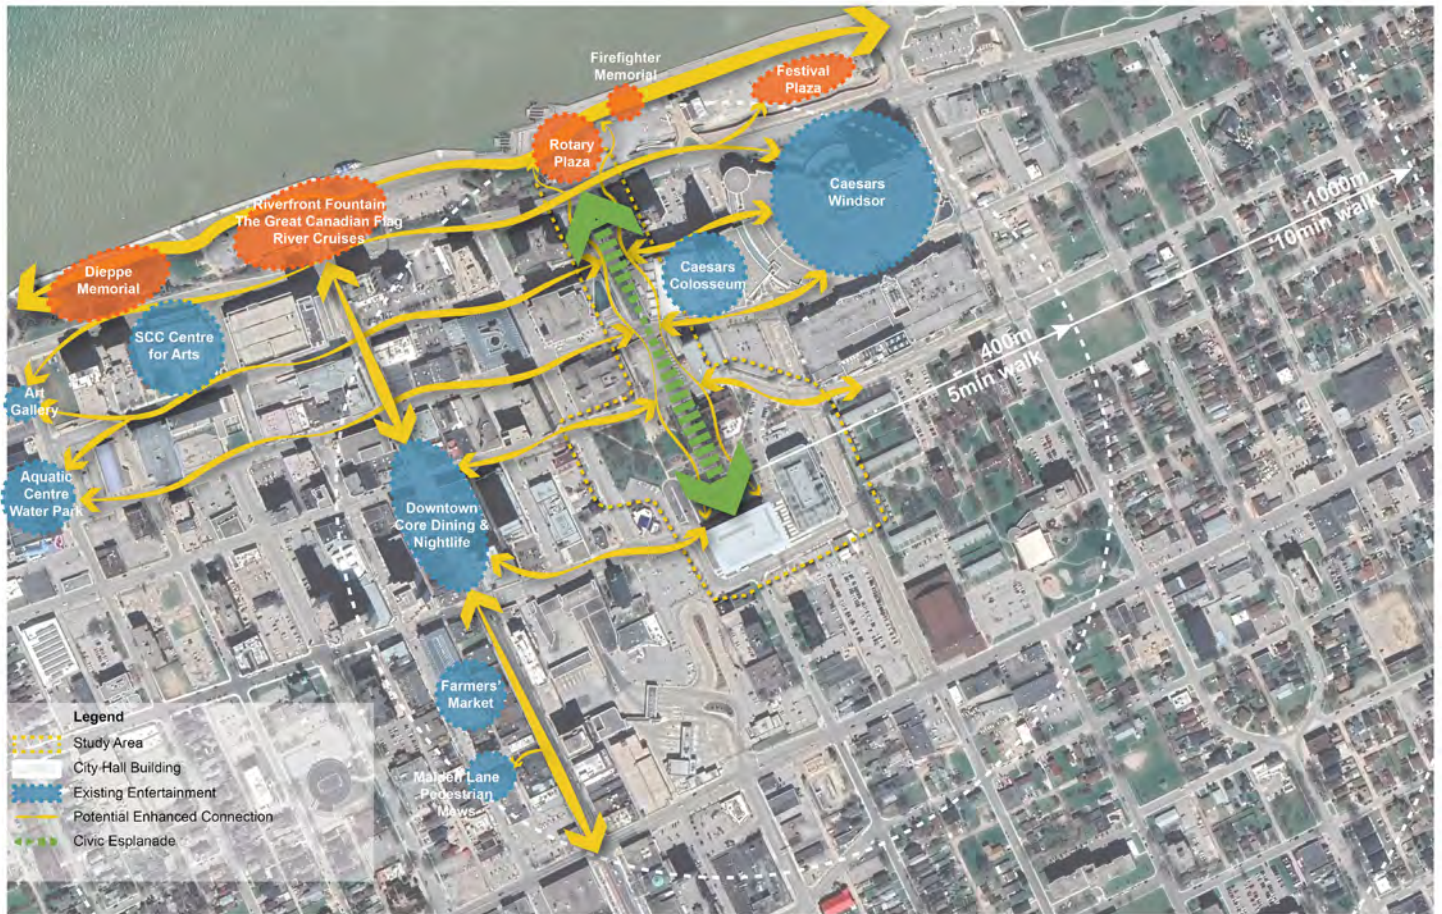 Firefighter
Memorial
Festival
Plaza
Rotary
Plaza
Caesars
Windsor
Riverfront Fountain
The Great Canadian Flag
River Cruises
Caesars
Colosseum
Dieppe
Memorial
SCC Centre
for Arts
1000m
10min walk
400m
5min walk
Art
Gallery
Aquatic
Centre
Water Park
Downtown
Core Dining &
Nightlife
Farmers'
Market
Maiden Lane
Pedestrian
Mews
Legend
Study Area
City Hall Building
Existing Entertainment
Potential Enhanced Connection
Civic Esplanade